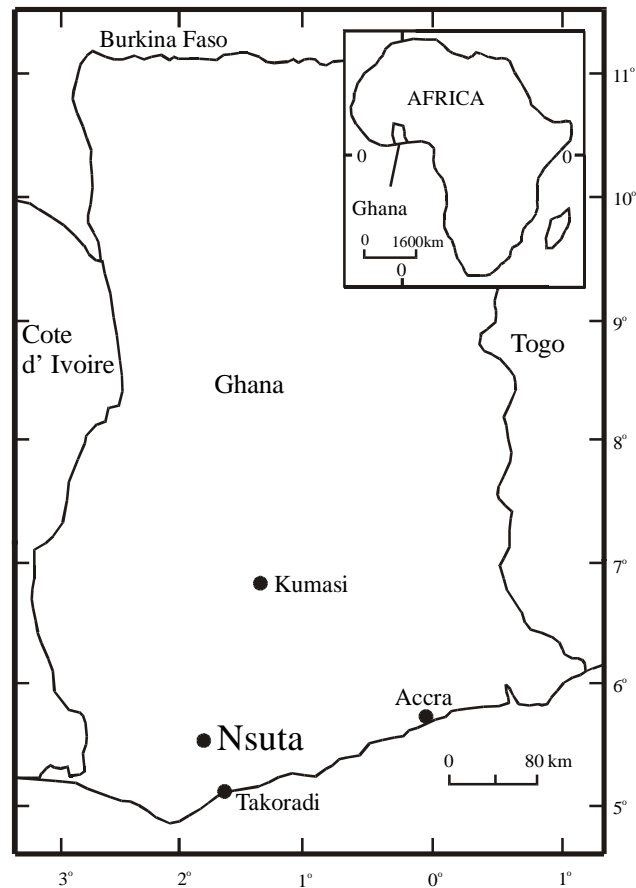 Burkina Faso
AFRICA
0
0
Ghana
0 1600km
0
11°
10°
9°
8°
7°
6°
5°
Cote
d' Ivoire
Togo
Ghana
Kumasi
Accra
Nsuta
0 80 km
Takoradi
3° 2° 1° 0° 1°